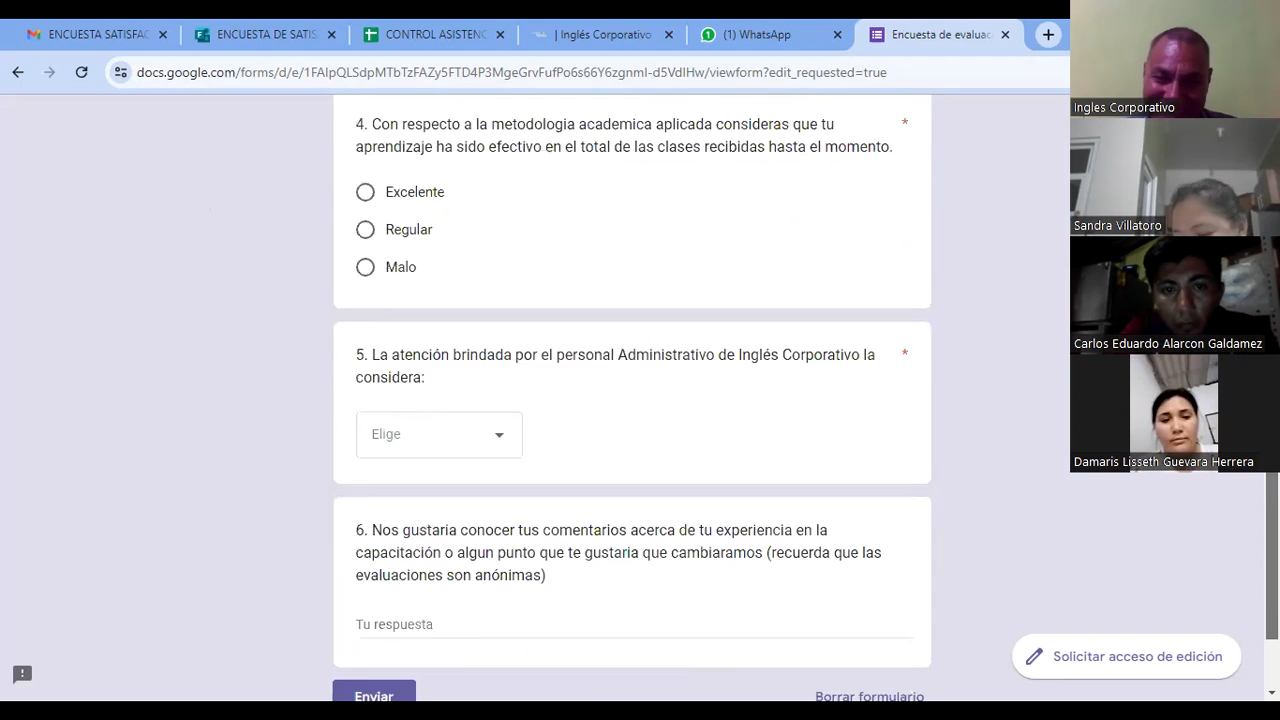 ENCUESTA SATISFAC
ENCUESTA DE SATIS
CONTROL ASISTENC
| Inglés Corporativo
(1) WhatsApp
Encuesta de evaluac
docs.google.com/forms/d/e/1FAIpQLSdpMTbTzFAZy5FTD4P3MgeGrvFufPo6s66Y6zgnmI-d5VdIHw/viewform?edit_requested=true
4. Con respecto a la metodologia academica aplicada consideras que tu *
aprendizaje ha sido efectivo en el total de las clases recibidas hasta el momento.
Excelente
Regular
Malo
5. La atención brindada por el personal Administrativo de Inglés Corporativo la *
considera:
Elige
6. Nos gustaria conocer tus comentarios acerca de tu experiencia en la
capacitación o algun punto que te gustaria que cambiaramos (recuerda que las
evaluaciones son anónimas)
Tu respuesta
Enviar
Borrar formulario
Solicitar acceso de edición
Ingles Corporativo
Sandra Villatoro
Carlos Eduardo Alarcon Galdamez
Damaris Lisseth Guevara Herrera